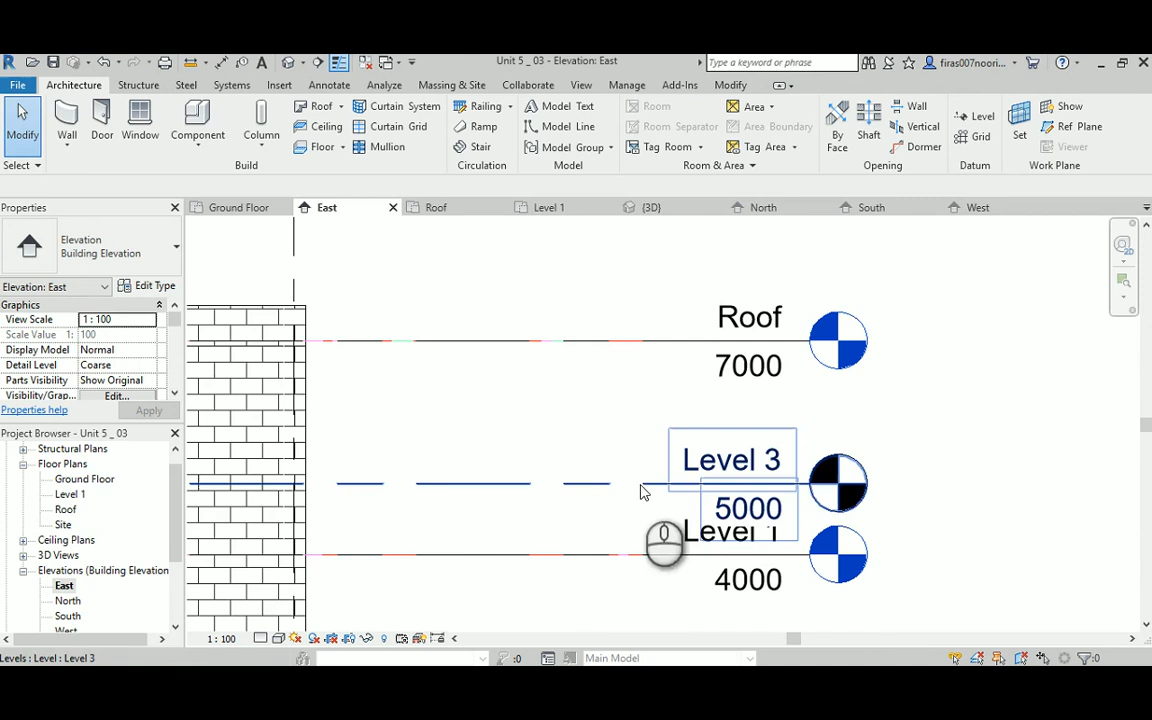 Unit 5 _ 03 - Elevation: East
Type a keyword or phrase
firas007noori...
File Architecture Structure Steel Systems Insert Annotate Analyze Massing & Site Collaborate View Manage Add-Ins Modify
Modify Wall Door Window Component Column
Roof Curtain System Railing Model Text Room Area Wall Level Show
Ceiling Curtain Grid Ramp Model Line Room Separator Area Boundary Vertical Grid Ref Plane
Floor Mullion Stair Model Group Tag Room Tag Area Dormer Viewer
By Face Shaft Set
Select Build Circulation Model Room & Area Opening Datum Work Plane
Properties
Ground Floor East Roof Level 1 {3D} North South West
Elevation
Building Elevation
Elevation: East Edit Type
Graphics
View Scale 1 : 100
Scale Value 1: 100
Display Model Normal
Detail Level Coarse
Parts Visibility Show Original
Visibility/Grap... Edit...
Properties help Apply
Project Browser - Unit 5 _ 03
Structural Plans
Floor Plans
Ground Floor
Level 1
Roof
Site
Ceiling Plans
3D Views
Elevations (Building Elevation
East
North
South
West
Roof
7000
Level 3
5000
Level 1
4000
1 : 100
Levels : Level : Level 3
:0 Main Model :0